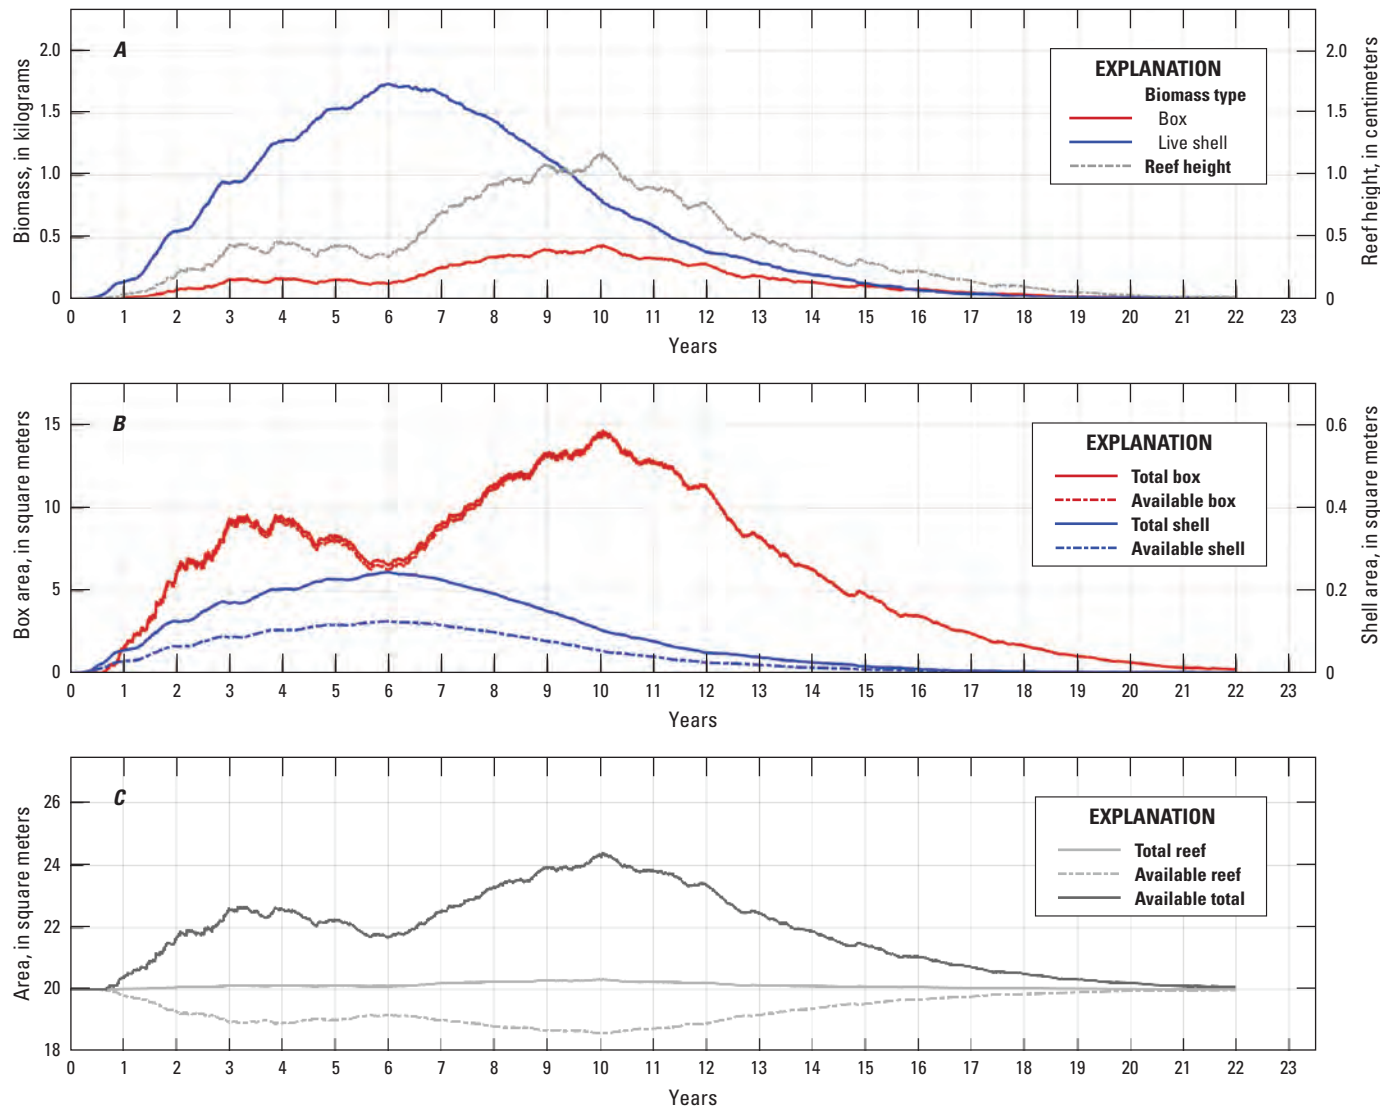 A
2.0
1.5
1.0
0.5
0
Biomass, in kilograms
2.0
1.5
1.0
0.5
0
Reef height, in centimeters
EXPLANATION
Biomass type
Box
Live shell
Reef height
0 1 2 3 4 5 6 7 8 9 10 11 12 13 14 15 16 17 18 19 20 21 22 23
Years
B
15
10
5
0
Box area, in square meters
0.6
0.4
0.2
0
Shell area, in square meters
EXPLANATION
Total box
Available box
Total shell
Available shell
0 1 2 3 4 5 6 7 8 9 10 11 12 13 14 15 16 17 18 19 20 21 22 23
Years
C
26
24
22
20
18
Area, in square meters
EXPLANATION
Total reef
Available reef
Available total
0 1 2 3 4 5 6 7 8 9 10 11 12 13 14 15 16 17 18 19 20 21 22 23
Years